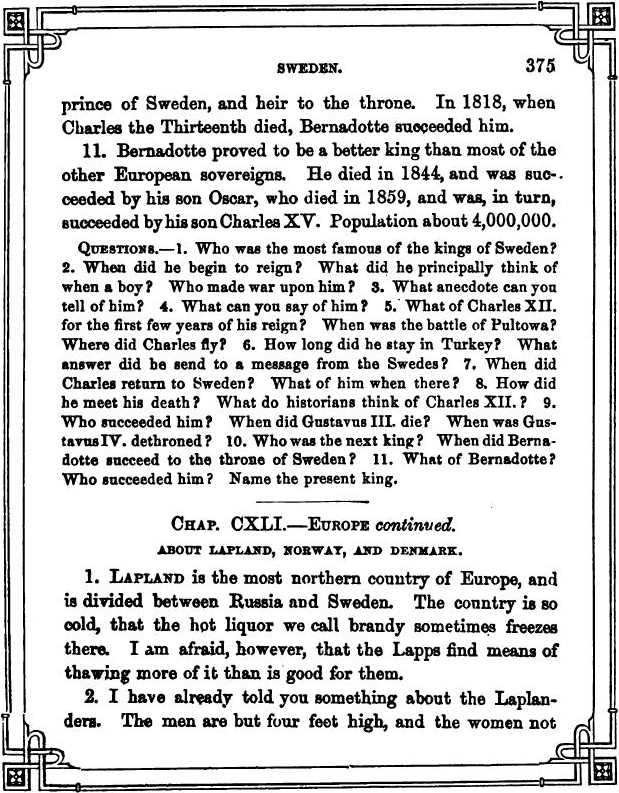 SWEDEN. 375
prince of Sweden, and heir to the throne. In 1818, when
Charles the Thirteenth died, Bernadotte succeeded him.
11. Bernadotte proved to be a better king than most of the
other European sovereigns. He died in 1844, and was suc-
ceeded by his son Oscar, who died in 1859, and was, in turn,
succeeded by his son Charles XV. Population about 4,000,000.
QUESTIONS.—1. Who was the most famous of the kings of Sweden?
2. When did he begin to reign? What did he principally think of
when a boy? Who made war upon him? 3. What anecdote can you
tell of him? 4. What can you say of him? 5. What of Charles XII.
for the first few years of his reign? When was the battle of Pultowa?
Where did Charles fly? 6. How long did he stay in Turkey? What
answer did he send to a message from the Swedes? 7. When did
Charles return to Sweden? What of him when there? 8. How did
he meet his death? What do historians think of Charles XII.? 9.
Who succeeded him? When did Gustavus III. die? When was Gus-
tavus IV. dethroned? 10. Who was the next king? When did Berna-
dotte succeed to the throne of Sweden? 11. What of Bernadotte?
Who succeeded him? Name the present king.
CHAP. CXLI.—EUROPE continued.
ABOUT LAPLAND, NORWAY, AND DENMARK.
1. LAPLAND is the most northern country of Europe, and
is divided between Russia and Sweden. The country is so
cold, that the hot liquor we call brandy sometimes freezes
there. I am afraid, however, that the Lapps find means of
thawing more of it than is good for them.
2. I have already told you something about the Laplan-
ders. The men are but four feet high, and the women not